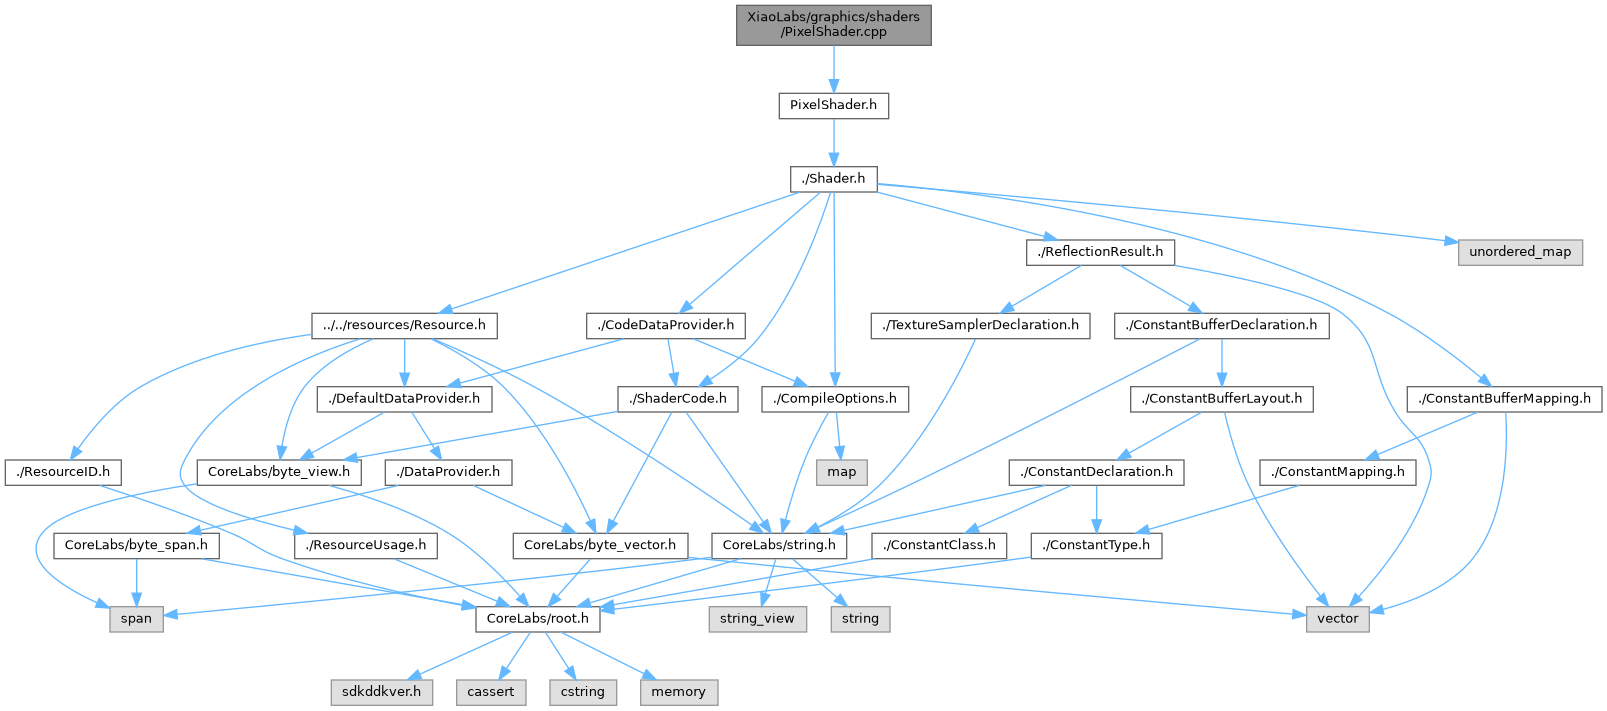 XiaoLabs/graphics/shaders
/PixelShader.cpp
PixelShader.h
./Shader.h
./ReflectionResult.h
unordered_map
../../resources/Resource.h
./CodeDataProvider.h
./TextureSamplerDeclaration.h
./ConstantBufferDeclaration.h
./DefaultDataProvider.h
./ShaderCode.h
./CompileOptions.h
./ConstantBufferLayout.h
./ConstantBufferMapping.h
./ResourceID.h
CoreLabs/byte_view.h
./DataProvider.h
map
./ConstantDeclaration.h
./ConstantMapping.h
CoreLabs/byte_span.h
./ResourceUsage.h
CoreLabs/byte_vector.h
CoreLabs/string.h
./ConstantClass.h
./ConstantType.h
span
CoreLabs/root.h
string_view
string
vector
sdkddkver.h
cassert
cstring
memory